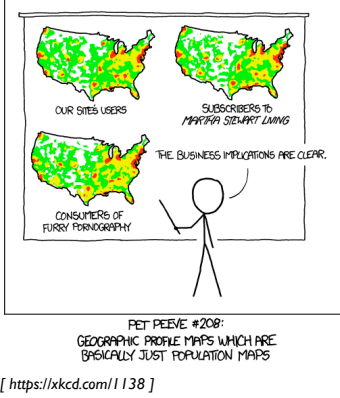 OUR SITE'S USERS
SUBSCRIBERS TO
MARTHA STEWART LIVING
THE BUSINESS IMPLICATIONS ARE CLEAR.
CONSUMERS OF
FURRY PORNOGRAPHY
PET PEEVE #208:
GEOGRAPHIC PROFILE MAPS WHICH ARE
BASICALLY JUST POPULATION MAPS
[ https://xkcd.com/1138 ]